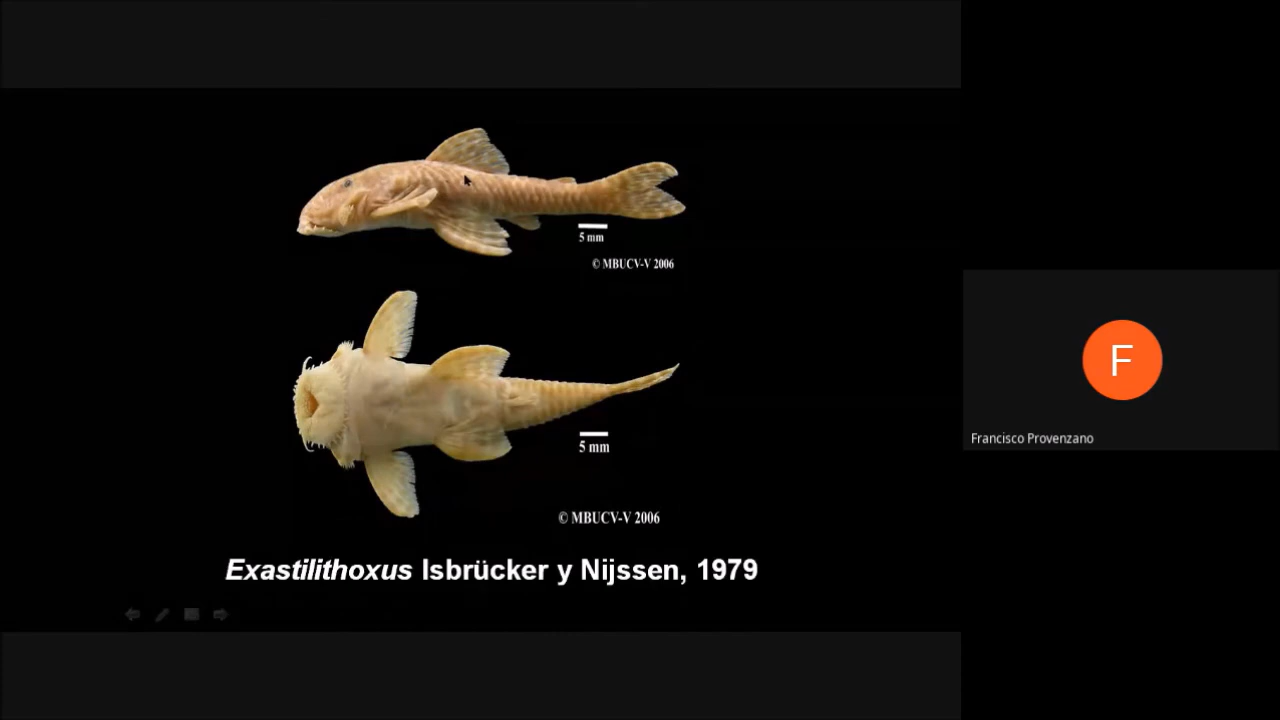 5 mm
© MBUCV-V 2006
5 mm
© MBUCV-V 2006
Exastilithoxus Isbrücker y Nijssen, 1979
F
Francisco Provenzano